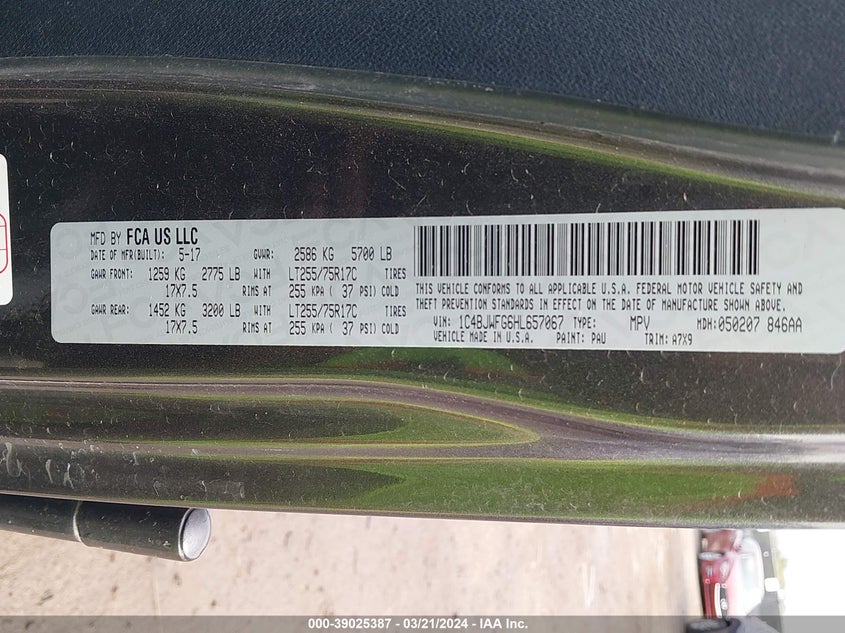 MFD BY FCA US LLC
DATE OF MFR(BUILT) 5-17 GVWR: 2586 KG 5700 LB
GAWR FRONT: 1259 KG 2775 LB WITH LT255/75R17C TIRES
17X7.5 RIMS AT 255 KPA ( 37 PSI) COLD
GAWR REAR: 1452 KG 3200 LB WITH LT255/75R17C TIRES
17X7.5 RIMS AT 255 KPA ( 37 PSI) COLD
THIS VEHICLE CONFORMS TO ALL APPLICABLE U.S.A. FEDERAL MOTOR VEHICLE SAFETY AND
THEFT PREVENTION STANDARDS IN EFFECT ON THE DATE OF MANUFACTURE SHOWN ABOVE.
VIN: 1C4BJWFG6HL657067 TYPE: MPV MDH: 050207 846AA
VEHICLE MADE IN U.S.A. PAINT: PAU TRIM: A7X9
000-39025387 - 03/21/2024 - IAA Inc.